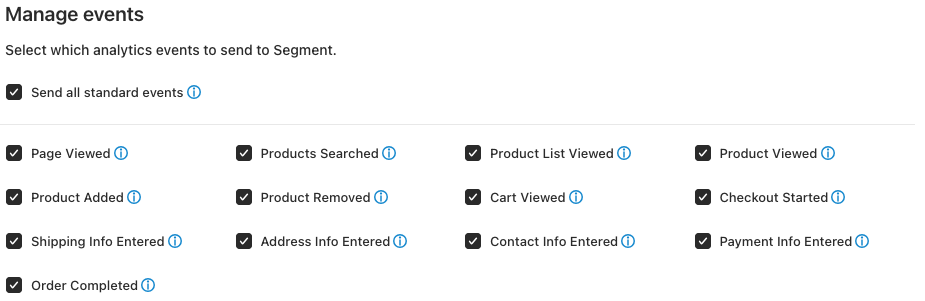 Manage events
Select which analytics events to send to Segment.
Send all standard events
Page Viewed Products Searched Product List Viewed Product Viewed
Product Added Product Removed Cart Viewed Checkout Started
Shipping Info Entered Address Info Entered Contact Info Entered Payment Info Entered
Order Completed